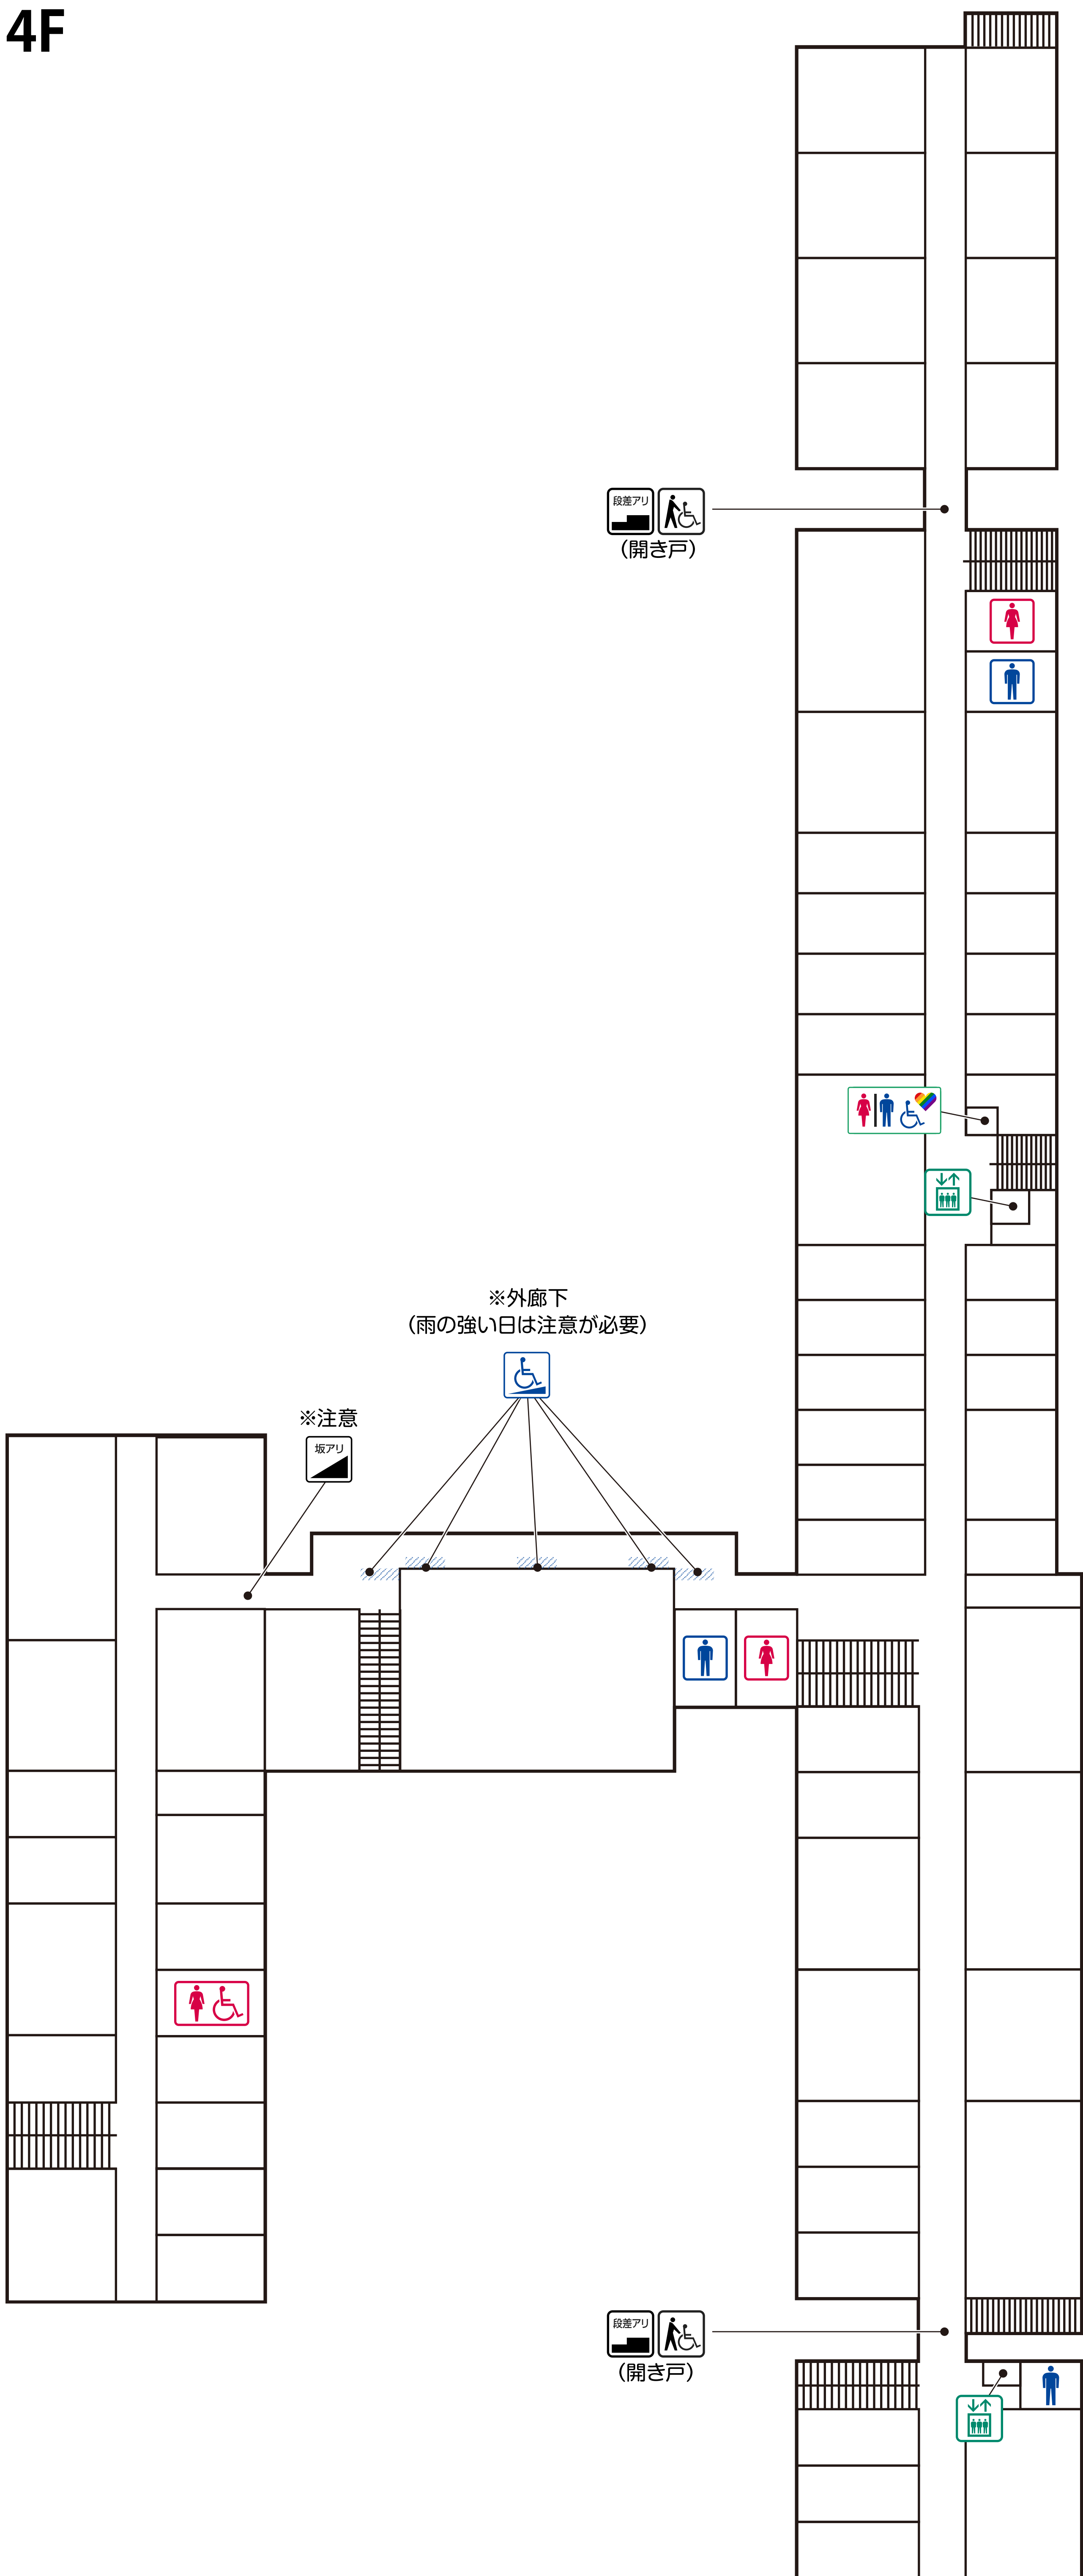 4F
段差アリ
（開き戸）
※外廊下
（雨の強い日は注意が必要）
※注意
坂アリ
段差アリ
（開き戸）